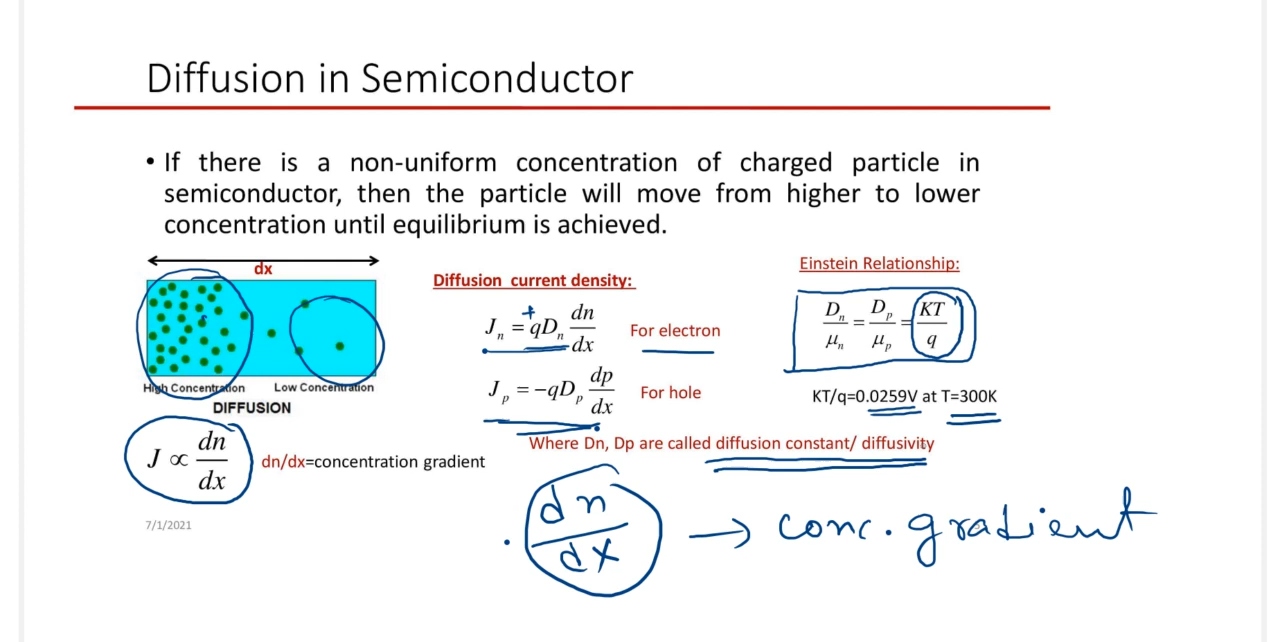 Diffusion in Semiconductor
• If there is a non-uniform concentration of charged particle in
semiconductor, then the particle will move from higher to lower
concentration until equilibrium is achieved.
dx
High Concentration Low Concentration
DIFFUSION
J ∝ dn/dx
dn/dx=concentration gradient
Diffusion current density:
+
Jₙ = qDₙ dn/dx For electron
Jₚ = −qDₚ dp/dx For hole
Where Dn, Dp are called diffusion constant/ diffusivity
Einstein Relationship:
Dₙ/μₙ = Dₚ/μₚ = KT/q
KT/q=0.0259V at T=300K
dn/dx → conc. gradient
7/1/2021